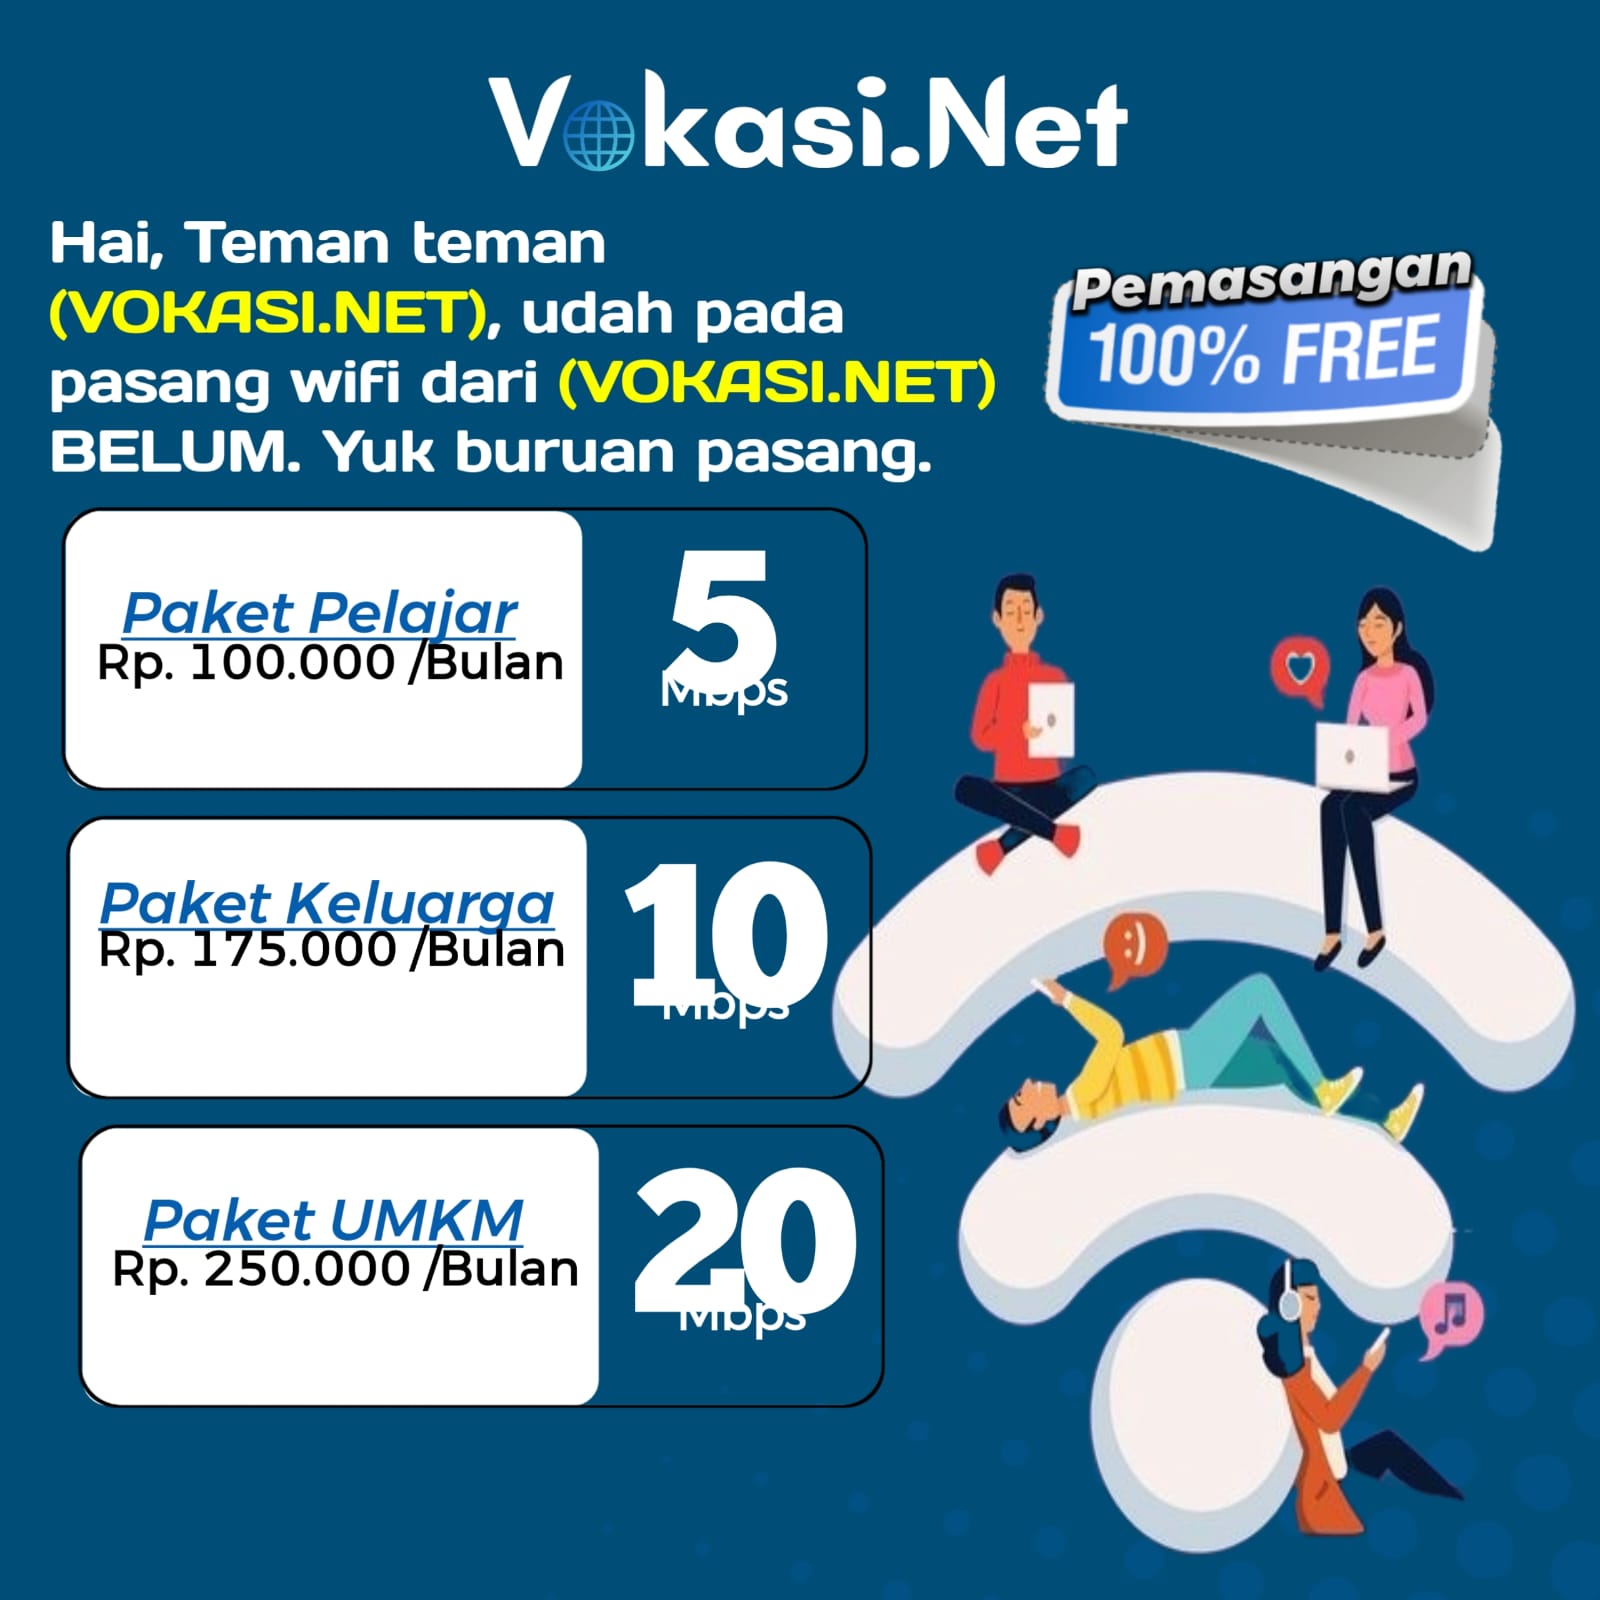 Vokasi.Net
Hai, Teman teman
(VOKASI.NET), udah pada
pasang wifi dari (VOKASI.NET)
BELUM. Yuk buruan pasang.
Pemasangan
100% FREE
Paket Pelajar
Rp. 100.000 /Bulan
5
Mbps
Paket Keluarga
Rp. 175.000 /Bulan
10
Mbps
Paket UMKM
Rp. 250.000 /Bulan
20
Mbps